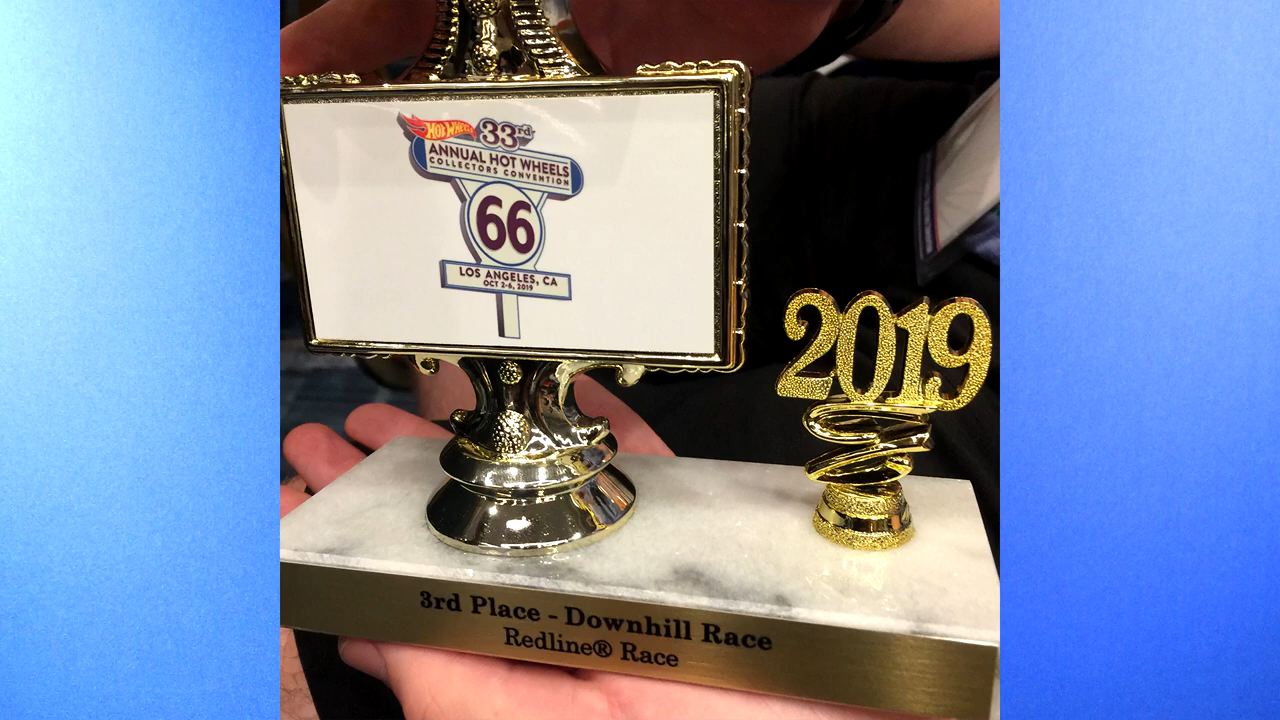 HOT WHEELS 33rd
ANNUAL HOT WHEELS
COLLECTORS CONVENTION
66
LOS ANGELES, CA
OCT 2-6, 2019
2019
3rd Place - Downhill Race
Redline® Race